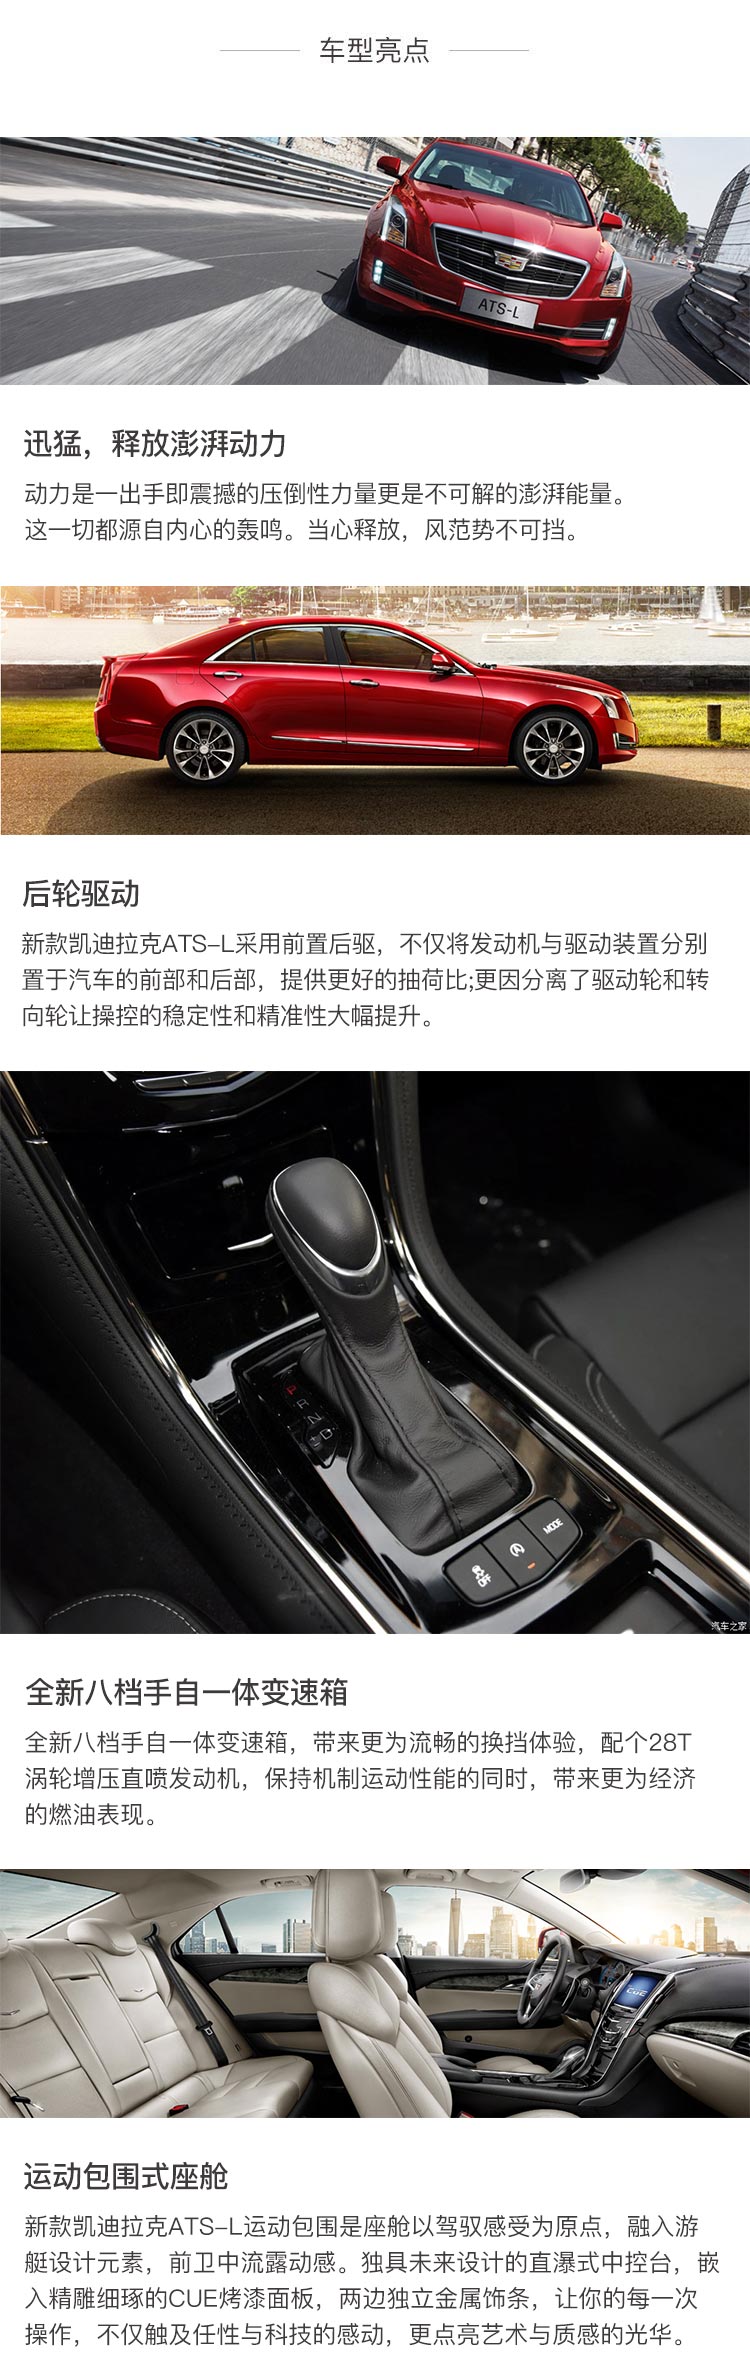 车型亮点
ATS-L
迅猛，释放澎湃动力
动力是一出手即震撼的压倒性力量更是不可解的澎湃能量。
这一切都源自内心的轰鸣。当心释放，风范势不可挡。
后轮驱动
新款凯迪拉克ATS-L采用前置后驱，不仅将发动机与驱动装置分别
置于汽车的前部和后部，提供更好的抽荷比;更因分离了驱动轮和转
向轮让操控的稳定性和精准性大幅提升。
P
R
N
D
MODE
汽车之家
全新八档手自一体变速箱
全新八档手自一体变速箱，带来更为流畅的换挡体验，配个28T
涡轮增压直喷发动机，保持机制运动性能的同时，带来更为经济
的燃油表现。
CUE
运动包围式座舱
新款凯迪拉克ATS-L运动包围是座舱以驾驭感受为原点，融入游
艇设计元素，前卫中流露动感。独具未来设计的直瀑式中控台，嵌
入精雕细琢的CUE烤漆面板，两边独立金属饰条，让你的每一次
操作，不仅触及任性与科技的感动，更点亮艺术与质感的光华。